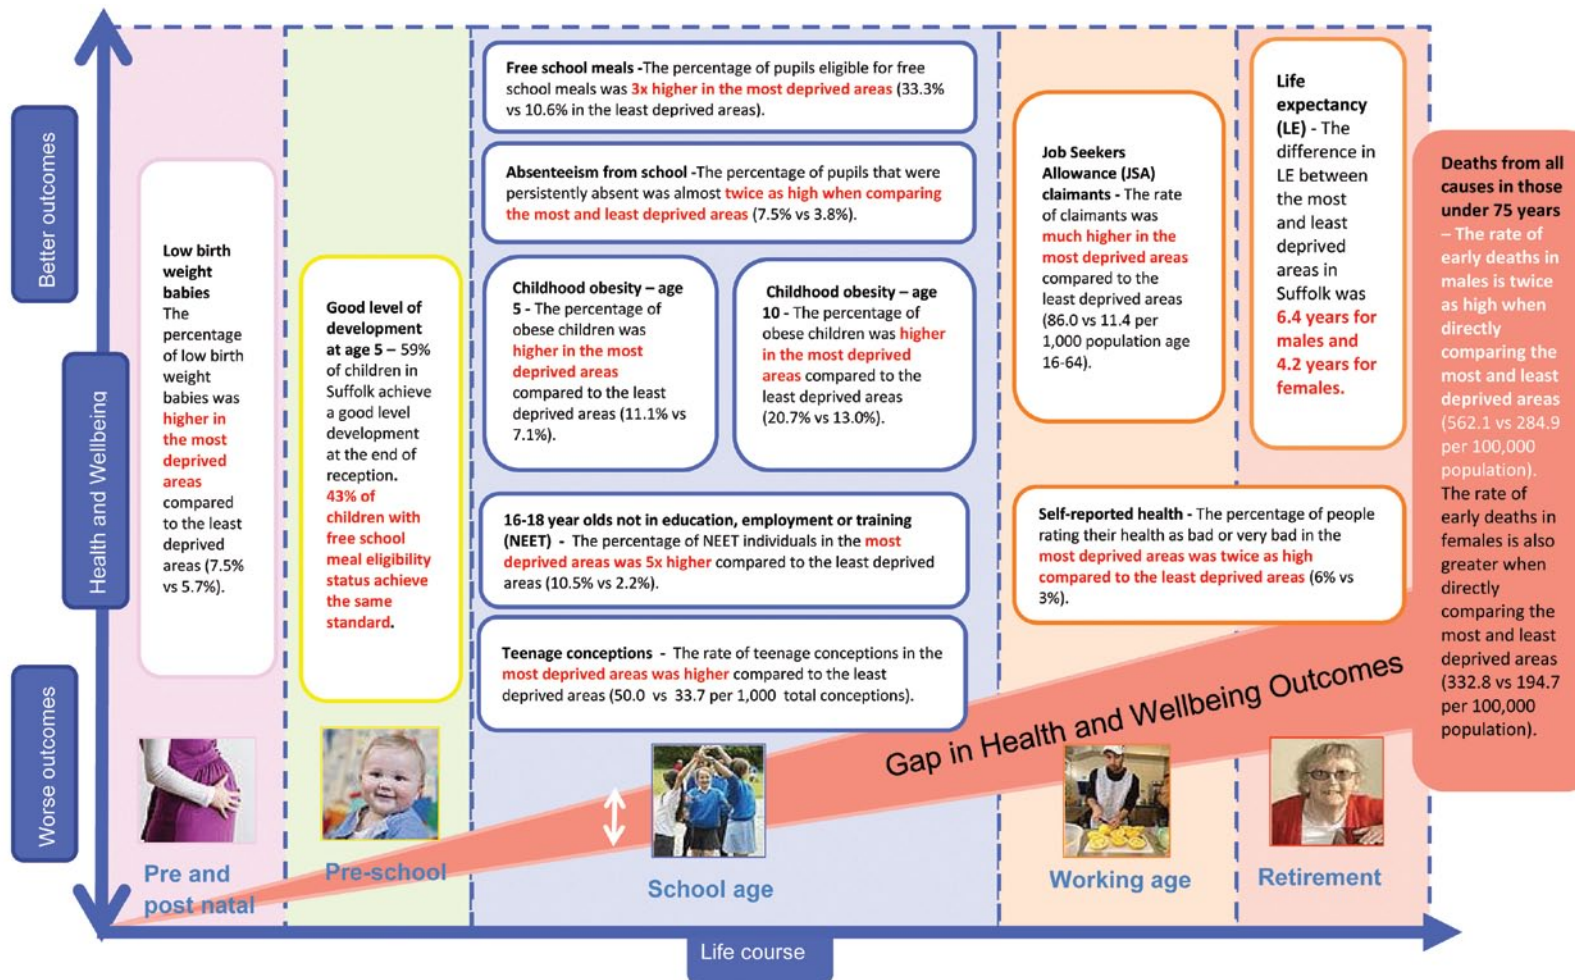 Better outcomes
Health and Wellbeing
Worse outcomes
Low birth
weight
babies
The
percentage
of low birth
weight
babies was
higher in
the most
deprived
areas
compared
to the least
deprived
areas (7.5%
vs 5.7%).
Pre and
post natal
Good level of
development
at age 5 – 59%
of children in
Suffolk achieve
a good level
development
at the end of
reception.
43% of
children with
free school
meal eligibility
status achieve
the same
standard.
Pre-school
Free school meals -The percentage of pupils eligible for free
school meals was 3x higher in the most deprived areas (33.3%
vs 10.6% in the least deprived areas).
Absenteeism from school -The percentage of pupils that were
persistently absent was almost twice as high when comparing
the most and least deprived areas (7.5% vs 3.8%).
Childhood obesity – age
5 - The percentage of
obese children was
higher in the most
deprived areas
compared to the least
deprived areas (11.1% vs
7.1%).
Childhood obesity – age
10 - The percentage of
obese children was higher
in the most deprived
areas compared to the
least deprived areas
(20.7% vs 13.0%).
16-18 year olds not in education, employment or training
(NEET) - The percentage of NEET individuals in the most
deprived areas was 5x higher compared to the least deprived
areas (10.5% vs 2.2%).
Teenage conceptions - The rate of teenage conceptions in the
most deprived areas was higher compared to the least
deprived areas (50.0 vs 33.7 per 1,000 total conceptions).
School age
Job Seekers
Allowance (JSA)
claimants - The rate
of claimants was
much higher in the
most deprived areas
compared to the
least deprived areas
(86.0 vs 11.4 per
1,000 population age
16-64).
Life
expectancy
(LE) - The
difference in
LE between
the most
and least
deprived
areas in
Suffolk was
6.4 years for
males and
4.2 years for
females.
Self-reported health - The percentage of people
rating their health as bad or very bad in the
most deprived areas was twice as high
compared to the least deprived areas (6% vs
3%).
Gap in Health and Wellbeing Outcomes
Working age
Retirement
Deaths from all
causes in those
under 75 years
– The rate of
early deaths in
males is twice
as high when
directly
comparing the
most and least
deprived areas
(562.1 vs 284.9
per 100,000
population).
The rate of
early deaths in
females is also
greater when
directly
comparing the
most and least
deprived areas
(332.8 vs 194.7
per 100,000
population).
Life course